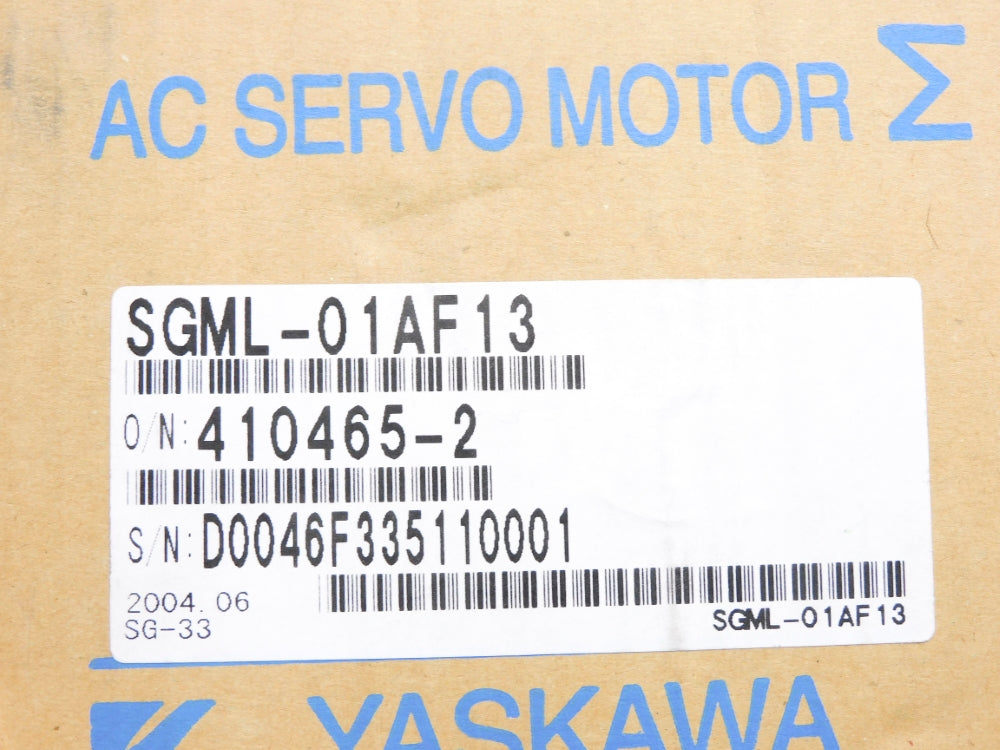 AC SERVO MOTOR Σ
SGML-01AF13
O/N: 410465-2
S/N: D0046F335110001
2004.06
SG-33
SGML-01AF13
YASKAWA